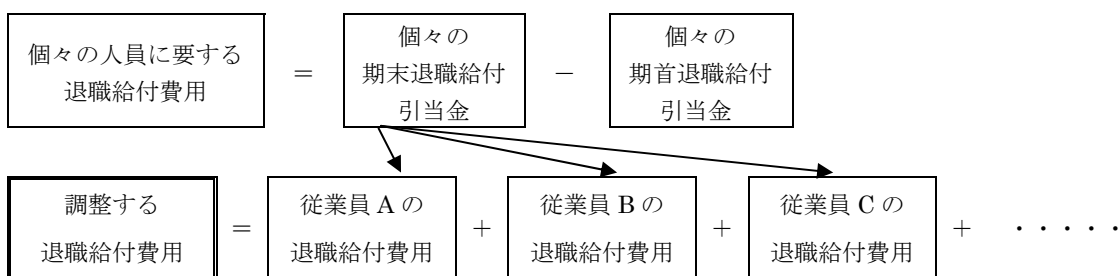 個々の人員に要する
退職給付費用
=
個々の
期末退職給付
引当金
−
個々の
期首退職給付
引当金
調整する
退職給付費用
=
従業員 A の
退職給付費用
+
従業員 B の
退職給付費用
+
従業員 C の
退職給付費用
+
・・・・・